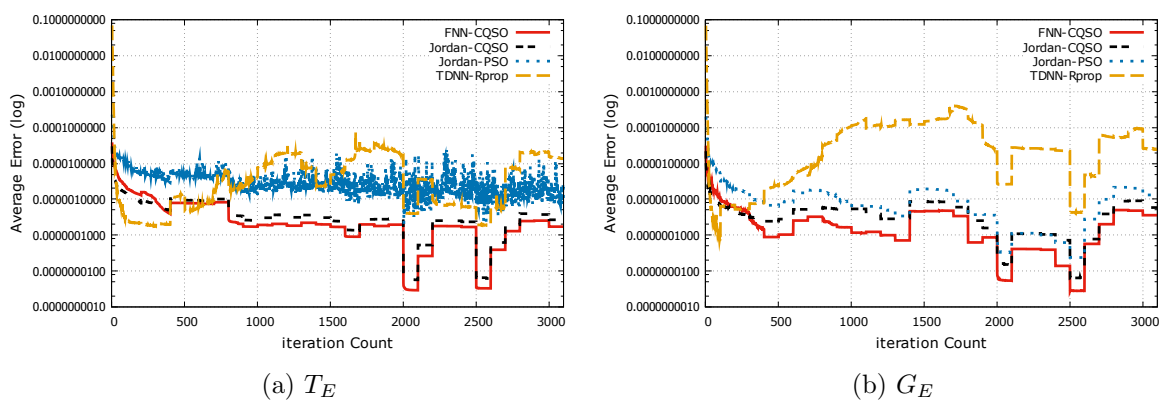 0.1000000000
0.0100000000
0.0010000000
0.0001000000
0.0000100000
0.0000010000
0.0000001000
0.0000000100
0.0000000010
Average Error (log)
0 500 1000 1500 2000 2500 3000
iteration Count
FNN-CQSO
Jordan-CQSO
Jordan-PSO
TDNN-Rprop
(a) T_E
0.1000000000
0.0100000000
0.0010000000
0.0001000000
0.0000100000
0.0000010000
0.0000001000
0.0000000100
0.0000000010
Average Error (log)
0 500 1000 1500 2000 2500 3000
iteration Count
FNN-CQSO
Jordan-CQSO
Jordan-PSO
TDNN-Rprop
(b) G_E